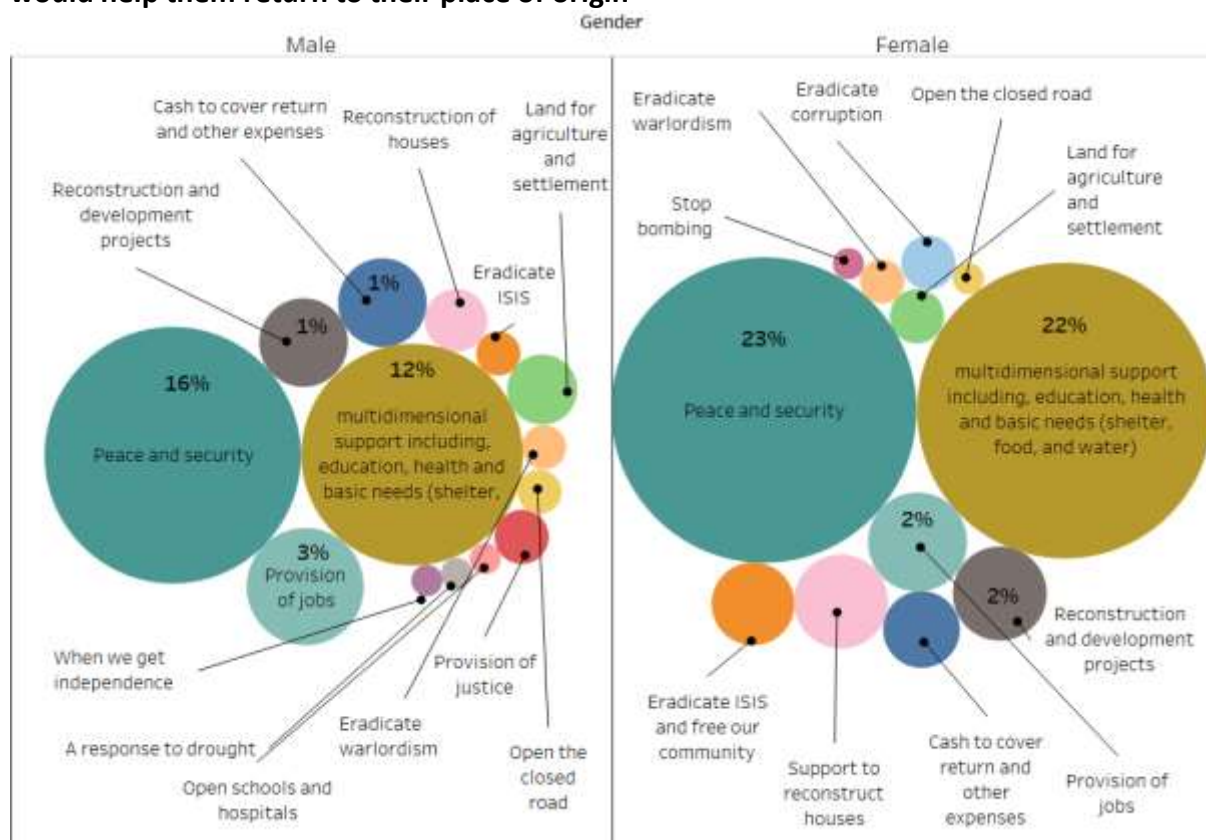 would help them return to their place of origin
Gender
Male
Cash to cover return
and other expenses
Reconstruction of
houses
Land for
agriculture
and
settlement
Reconstruction and
development
projects
Eradicate
ISIS
1%
1%
16%
Peace and security
12%
multidimensional
support including,
education, health and
basic needs (shelter,
3%
Provision
of jobs
When we get
independence
A response to drought
Open schools and
hospitals
Eradicate
warlordism
Provision of
justice
Open the
closed
road
Female
Eradicate
warlordism
Eradicate
corruption
Open the closed road
Land for
agriculture
and
settlement
Stop
bombing
23%
Peace and security
22%
multidimensional support
including, education, health
and basic needs (shelter,
food, and water)
2%
2%
Reconstruction
and development
projects
Eradicate ISIS
and free our
community
Support to
reconstruct
houses
Cash to cover
return and
other
expenses
Provision of
jobs